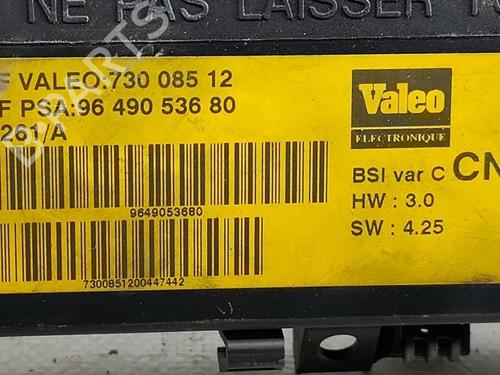 NE PAS LAISSER
F VALEO:730 085 12
F PSA:96 490 536 80
261/A
9649053680
7300851200447442
Valeo
ELECTRONIQUE
BSI var C CN
HW : 3.0
SW : 4.25
B-PARTS